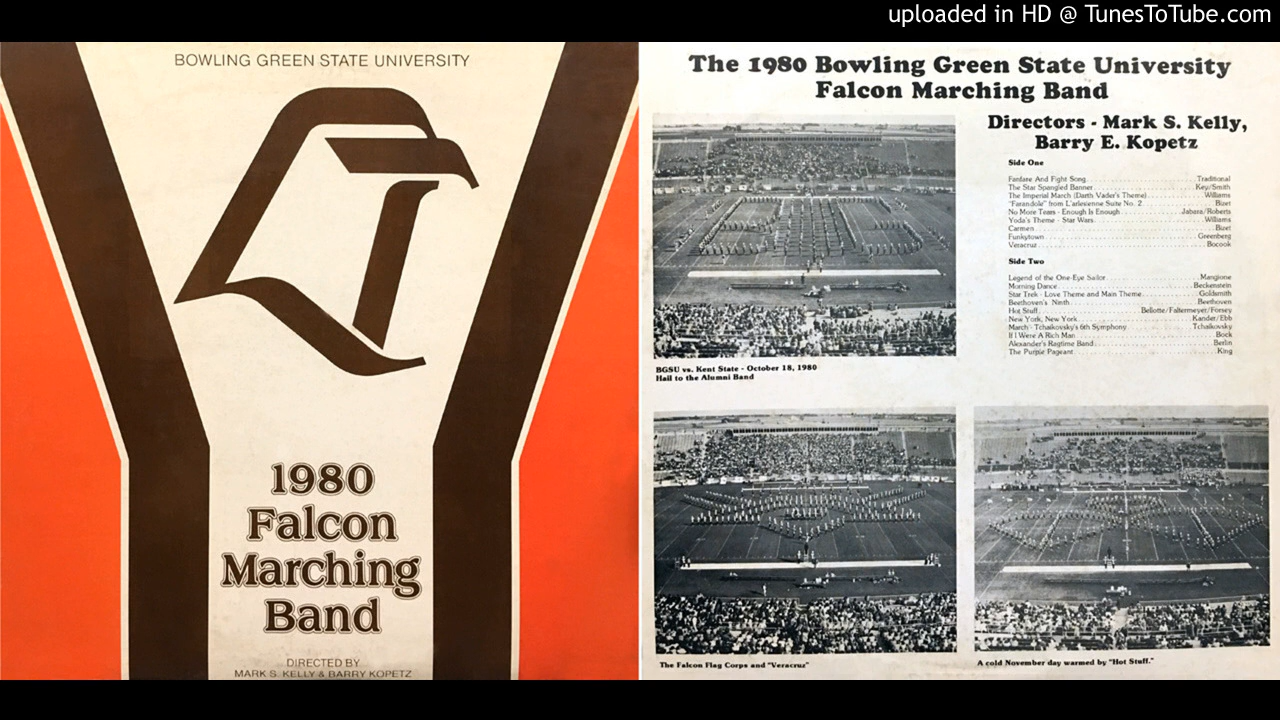 uploaded in HD @ TunesToTube.com
BOWLING GREEN STATE UNIVERSITY
1980
Falcon
Marching
Band
DIRECTED BY
MARK S. KELLY & BARRY KOPETZ
The 1980 Bowling Green State University
Falcon Marching Band
Directors - Mark S. Kelly,
Barry E. Kopetz
Side One
Fanfare And Fight Song Traditional
The Star Spangled Banner Key/Smith
The Imperial March (Darth Vader's Theme) Williams
"Farandole" from L'arlesienne Suite No. 2 Bizet
No More Tears - Enough Is Enough Jabara/Roberts
Yoda's Theme - Star Wars Williams
Carmen Bizet
Funkytown Greenberg
Veracruz Bocook
Side Two
Legend of the One-Eye Sailor Mangione
Morning Dance Beckenstein
Star Trek - Love Theme and Main Theme Goldsmith
Beethoven's Ninth Beethoven
Hot Stuff Bellotte/Faltermeyer/Forsey
New York, New York Kander/Ebb
March - Tchaikovsky's 6th Symphony Tchaikovsky
If I Were A Rich Man Bock
Alexander's Ragtime Band Berlin
The Purple Pageant King
BGSU vs. Kent State - October 18, 1980
Hail to the Alumni Band
The Falcon Flag Corps and "Veracruz"
A cold November day warmed by "Hot Stuff."